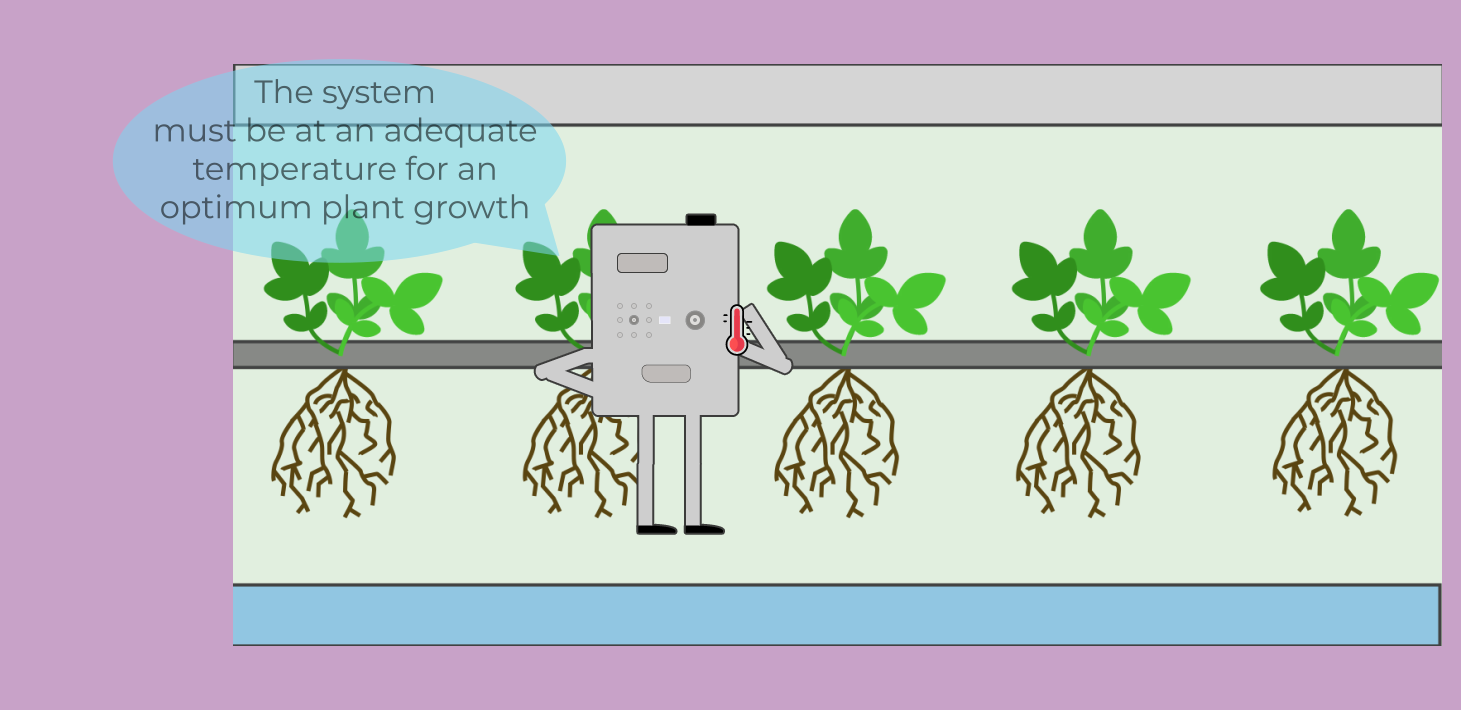 The system
must be at an adequate
temperature for an
optimum plant growth